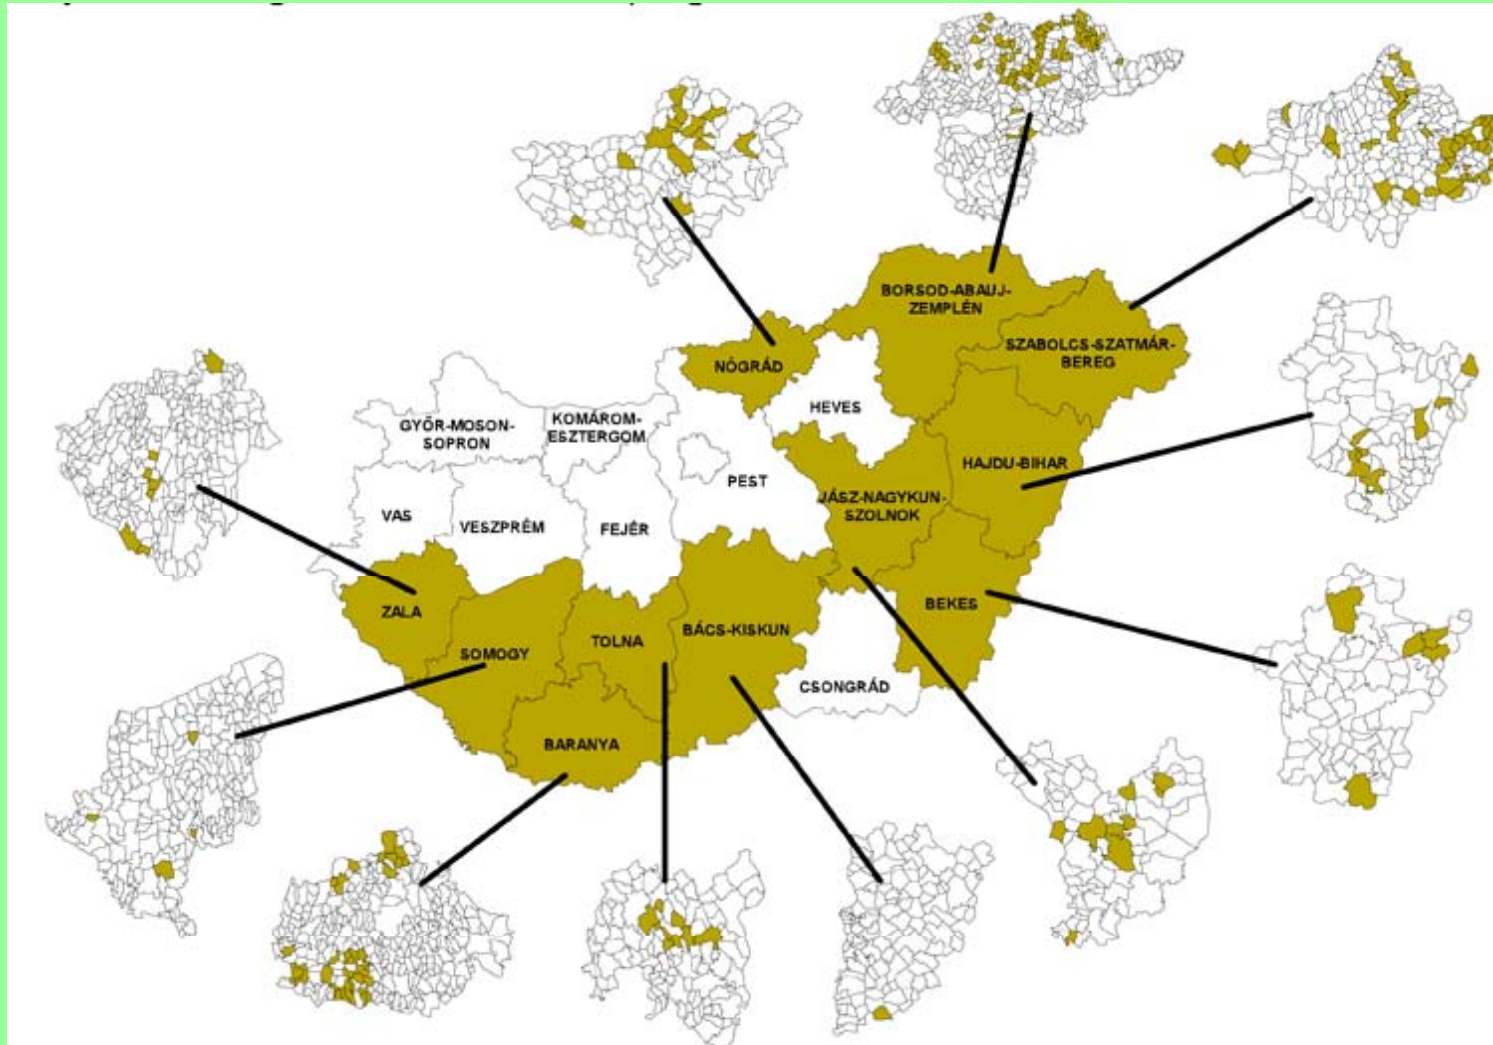 BORSOD-ABAUJ-
ZEMPLÉN
SZABOLCS-SZATMÁR-
BEREG
NÓGRÁD
HEVES
GYŐR-MOSON-
SOPRON
KOMÁROM-
ESZTERGOM
HAJDU-BIHAR
PEST
JÁSZ-NAGYKUN-
SZOLNOK
VAS
VESZPRÉM
FEJÉR
ZALA
SOMOGY
TOLNA
BÁCS-KISKUN
BEKES
CSONGRÁD
BARANYA